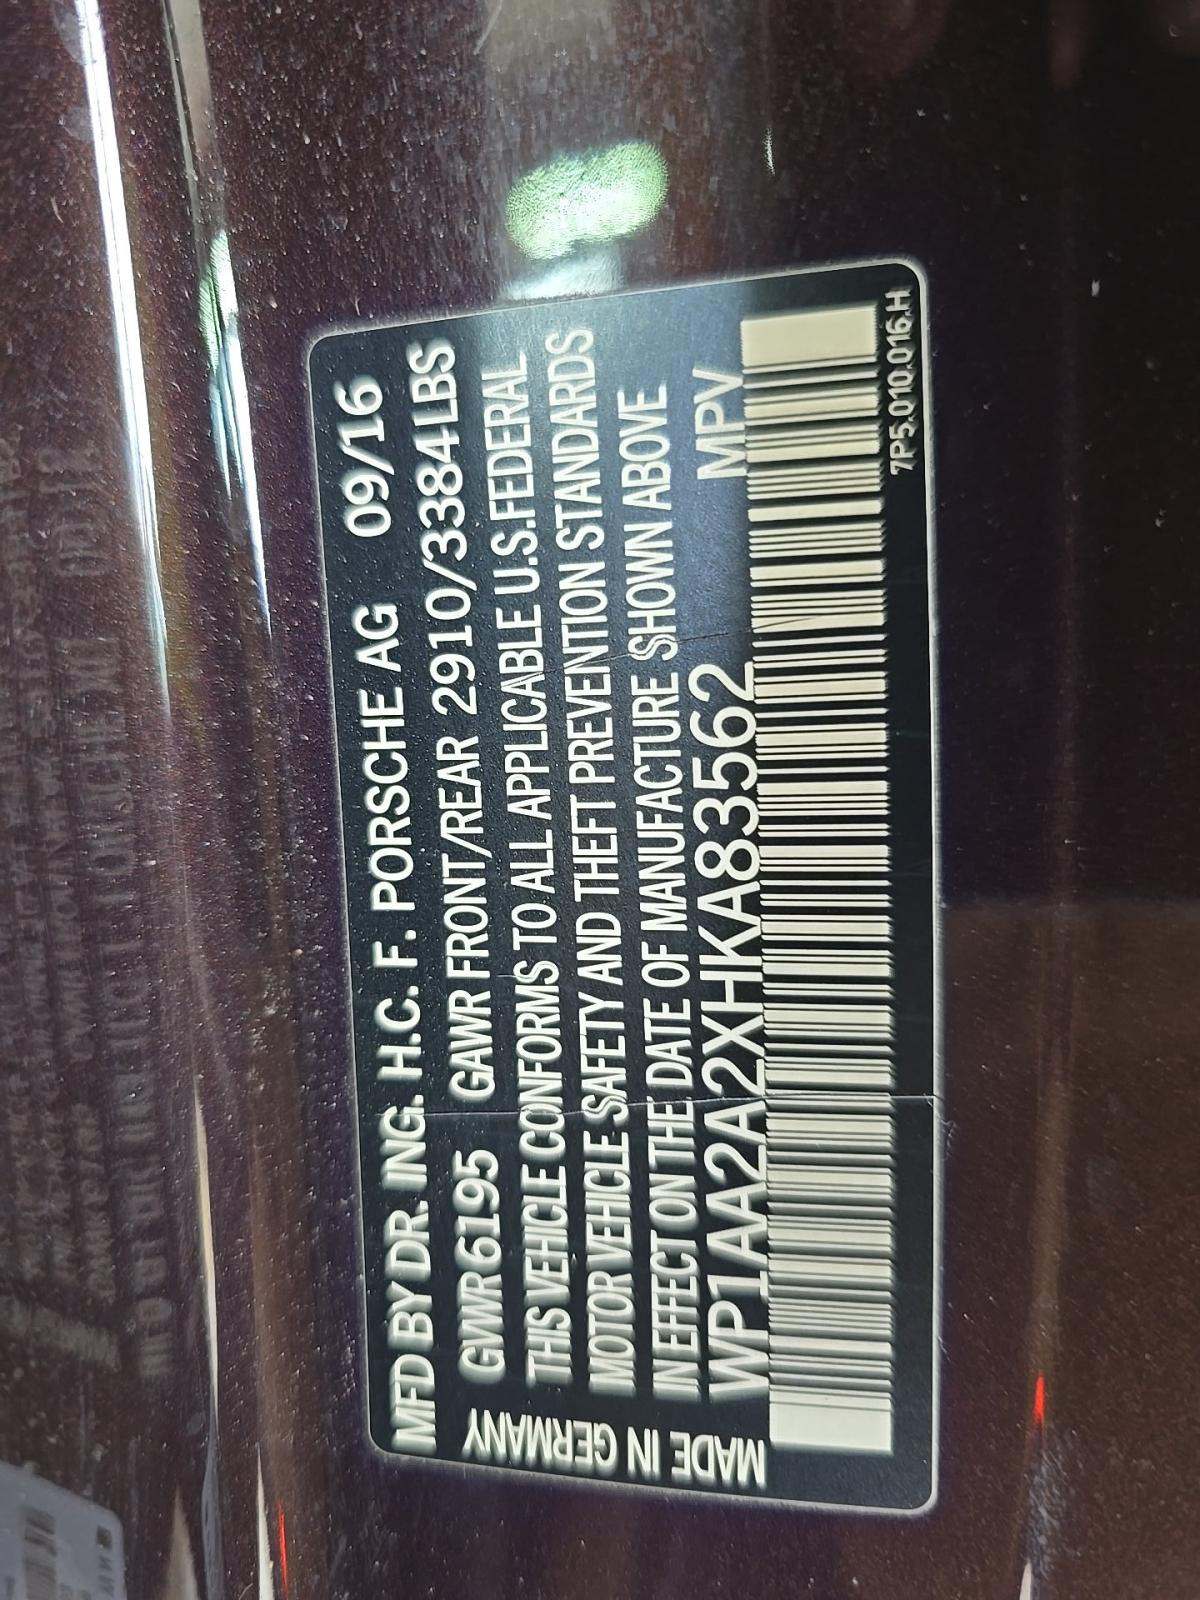 MFD BY DR. ING. H.C. F. PORSCHE AG 09/16
GVWR 6195 GAWR FRONT/REAR 2910/3384LBS
THIS VEHICLE CONFORMS TO ALL APPLICABLE U.S.FEDERAL
MOTOR VEHICLE SAFETY AND THEFT PREVENTION STANDARDS
IN EFFECT ON THE DATE OF MANUFACTURE SHOWN ABOVE
WP1AA2A2XHKA83562 MPV
MADE IN GERMANY
7P5.010.016.H